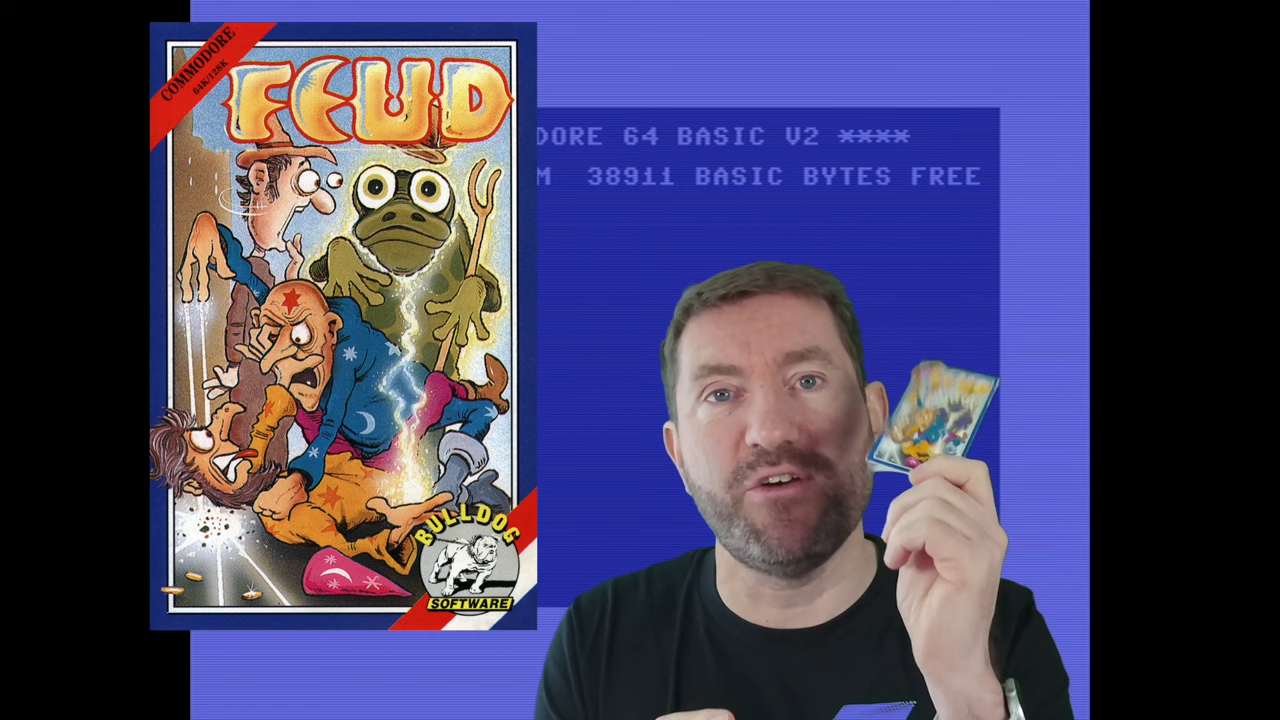 COMMODORE
64K/128K
FEUD
DORE 64 BASIC V2 ****
M 38911 BASIC BYTES FREE
BULLDOG
SOFTWARE